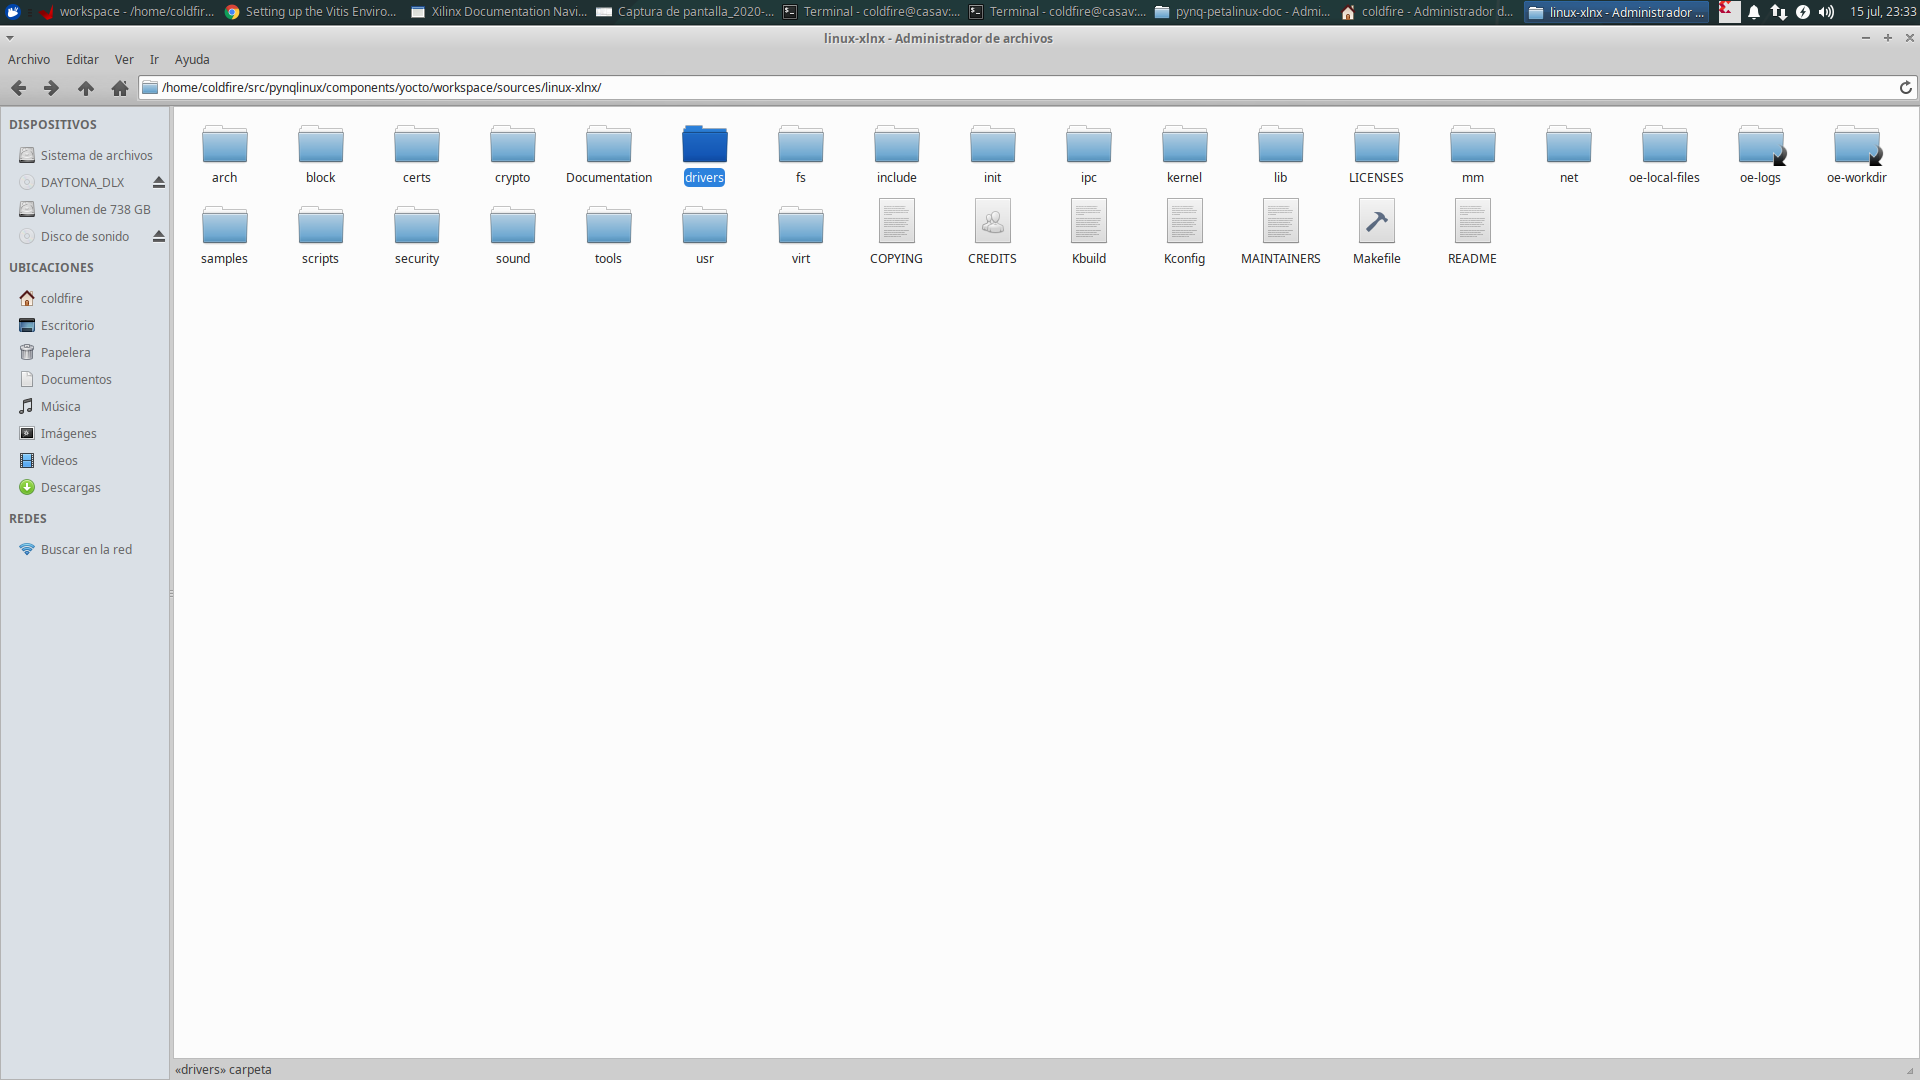 workspace - /home/coldfir...
Setting up the Vitis Enviro...
Xilinx Documentation Navi...
Captura de pantalla_2020-...
Terminal - coldfire@casav:...
Terminal - coldfire@casav:...
pynq-petalinux-doc - Admi...
coldfire - Administrador d...
linux-xlnx - Administrador ...
15 jul, 23:33
linux-xlnx - Administrador de archivos
Archivo Editar Ver Ir Ayuda
/home/coldfire/src/pynqlinux/components/yocto/workspace/sources/linux-xlnx/
DISPOSITIVOS
Sistema de archivos
DAYTONA_DLX
Volumen de 738 GB
Disco de sonido
UBICACIONES
coldfire
Escritorio
Papelera
Documentos
Música
Imágenes
Vídeos
Descargas
REDES
Buscar en la red
arch block certs crypto Documentation drivers fs include init ipc kernel lib LICENSES mm net oe-local-files oe-logs oe-workdir
samples scripts security sound tools usr virt COPYING CREDITS Kbuild Kconfig MAINTAINERS Makefile README
«drivers» carpeta